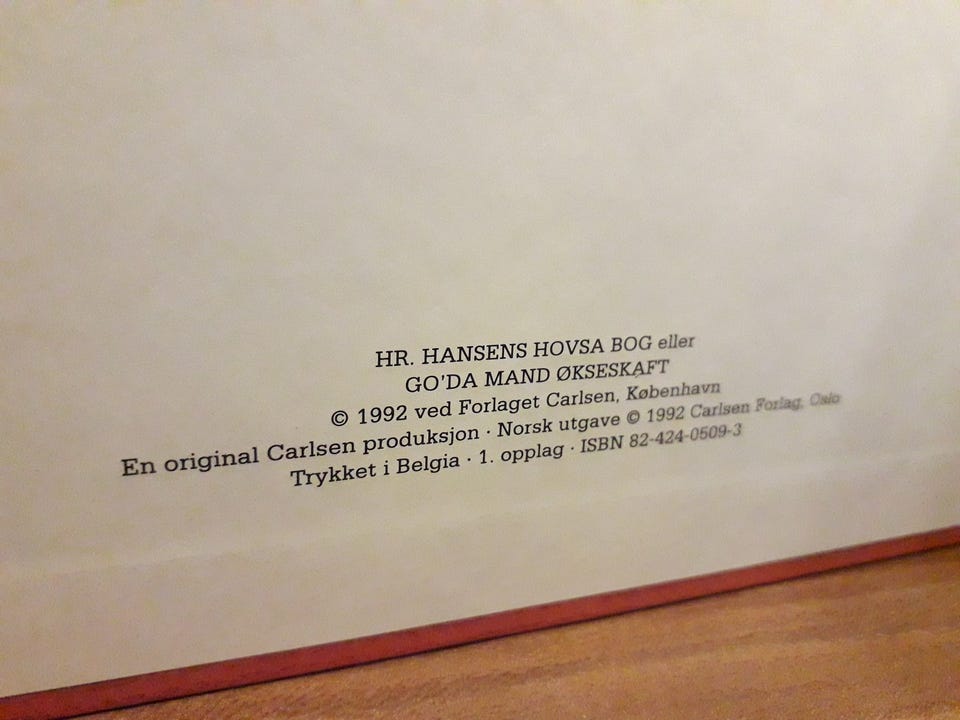 HR. HANSENS HOVSA BOG eller
GO'DA MAND ØKSESKAFT
© 1992 ved Forlaget Carlsen, København
En original Carlsen produksjon · Norsk utgave © 1992 Carlsen Forlag, Oslo
Trykket i Belgia · 1. opplag · ISBN 82-424-0509-3